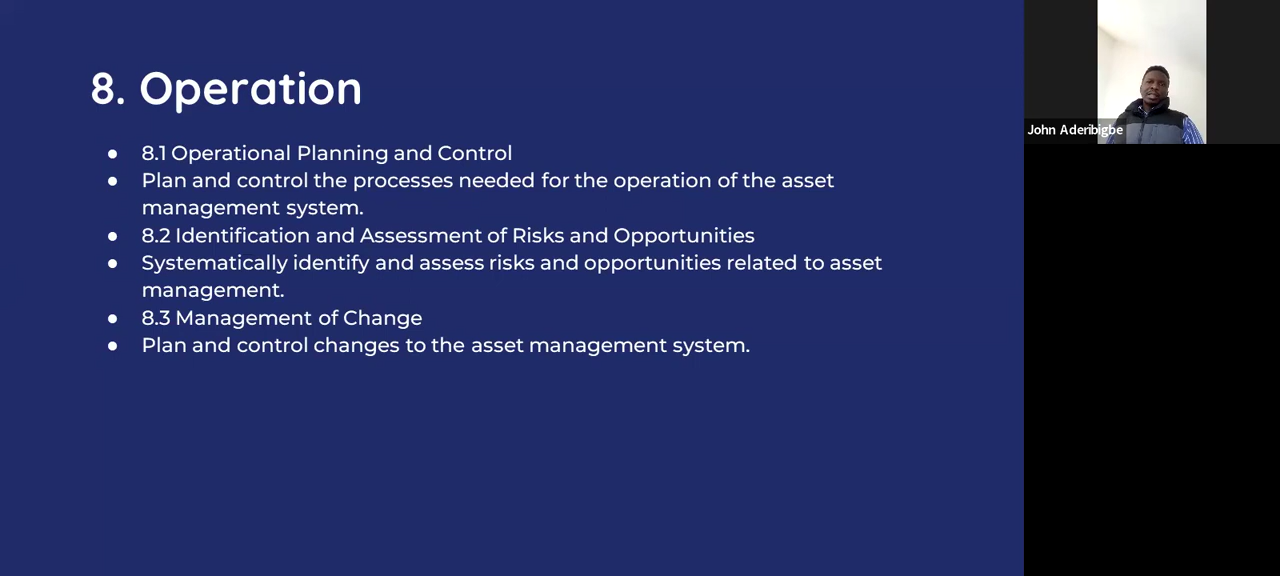 8. Operation
● 8.1 Operational Planning and Control
● Plan and control the processes needed for the operation of the asset
management system.
● 8.2 Identification and Assessment of Risks and Opportunities
● Systematically identify and assess risks and opportunities related to asset
management.
● 8.3 Management of Change
● Plan and control changes to the asset management system.
John Aderibigbe